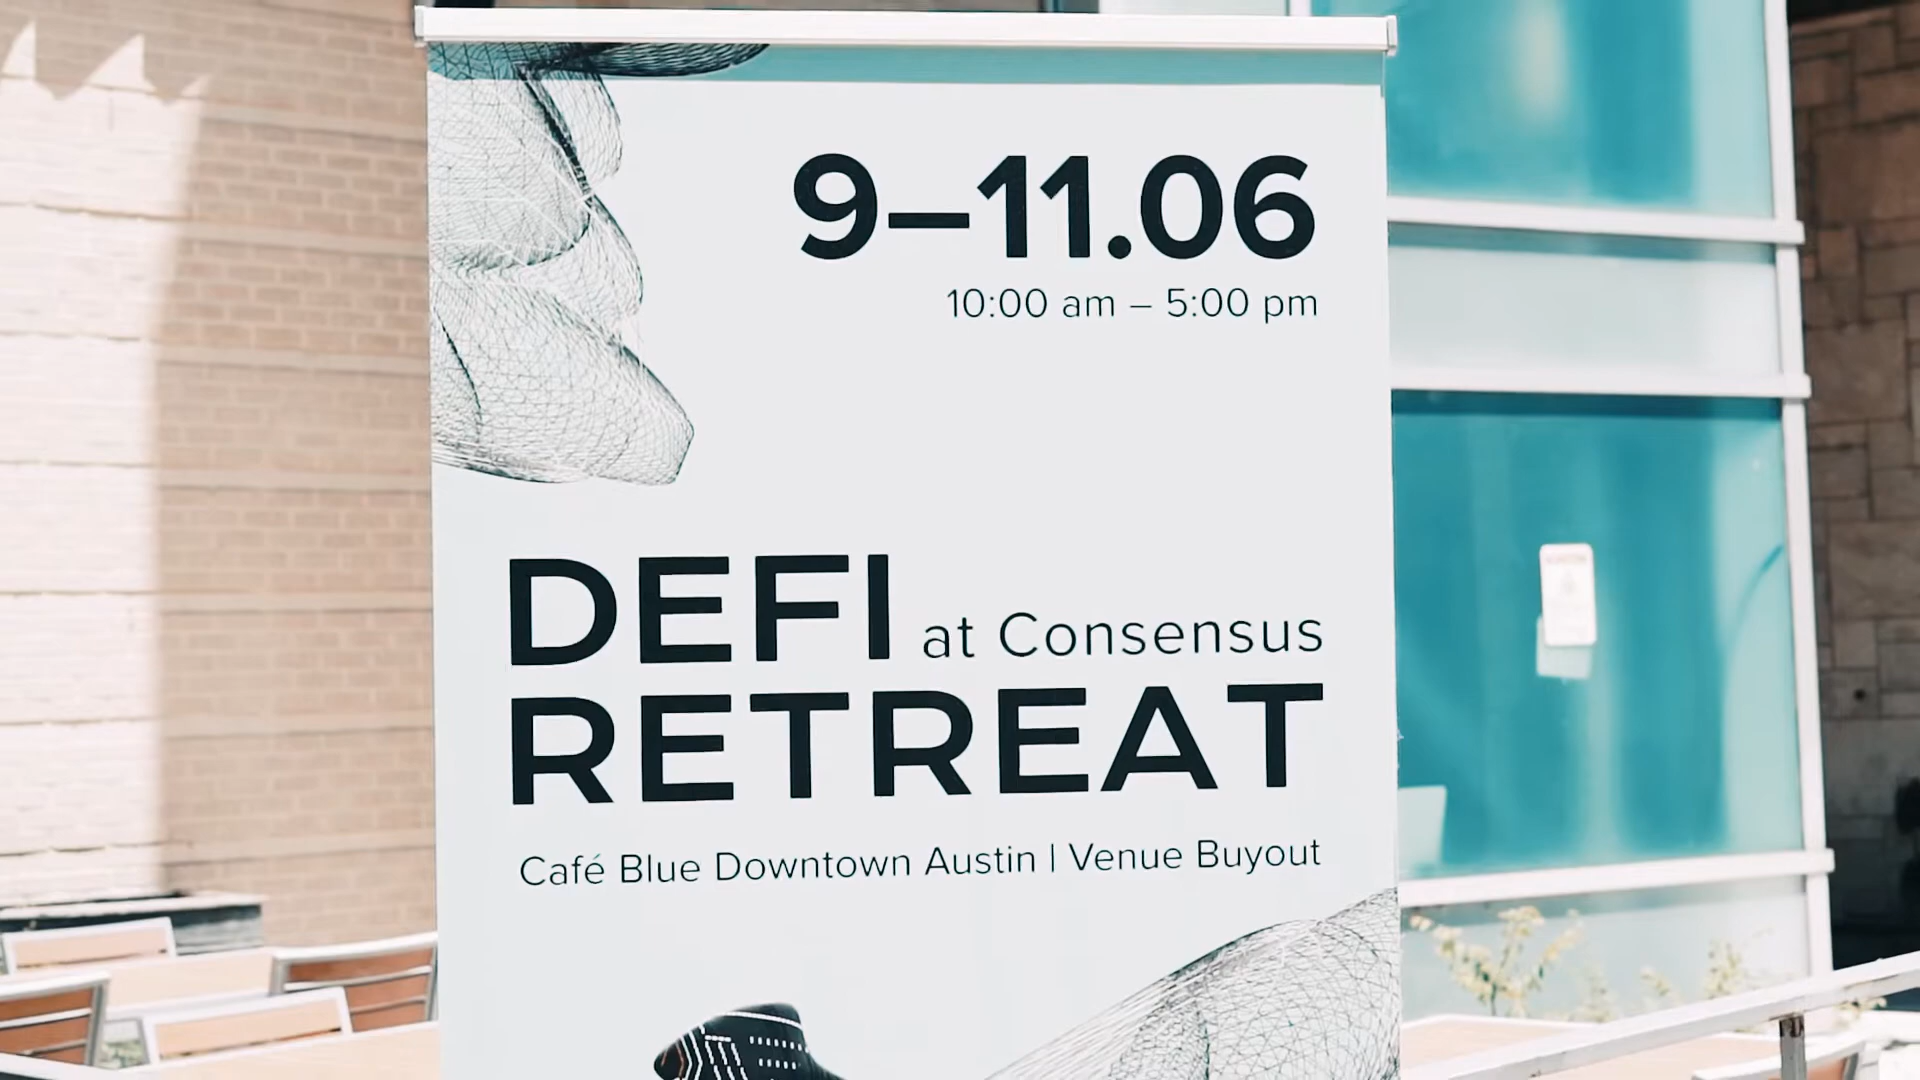 9–11.06
10:00 am – 5:00 pm
DEFI at Consensus
RETREAT
Café Blue Downtown Austin | Venue Buyout